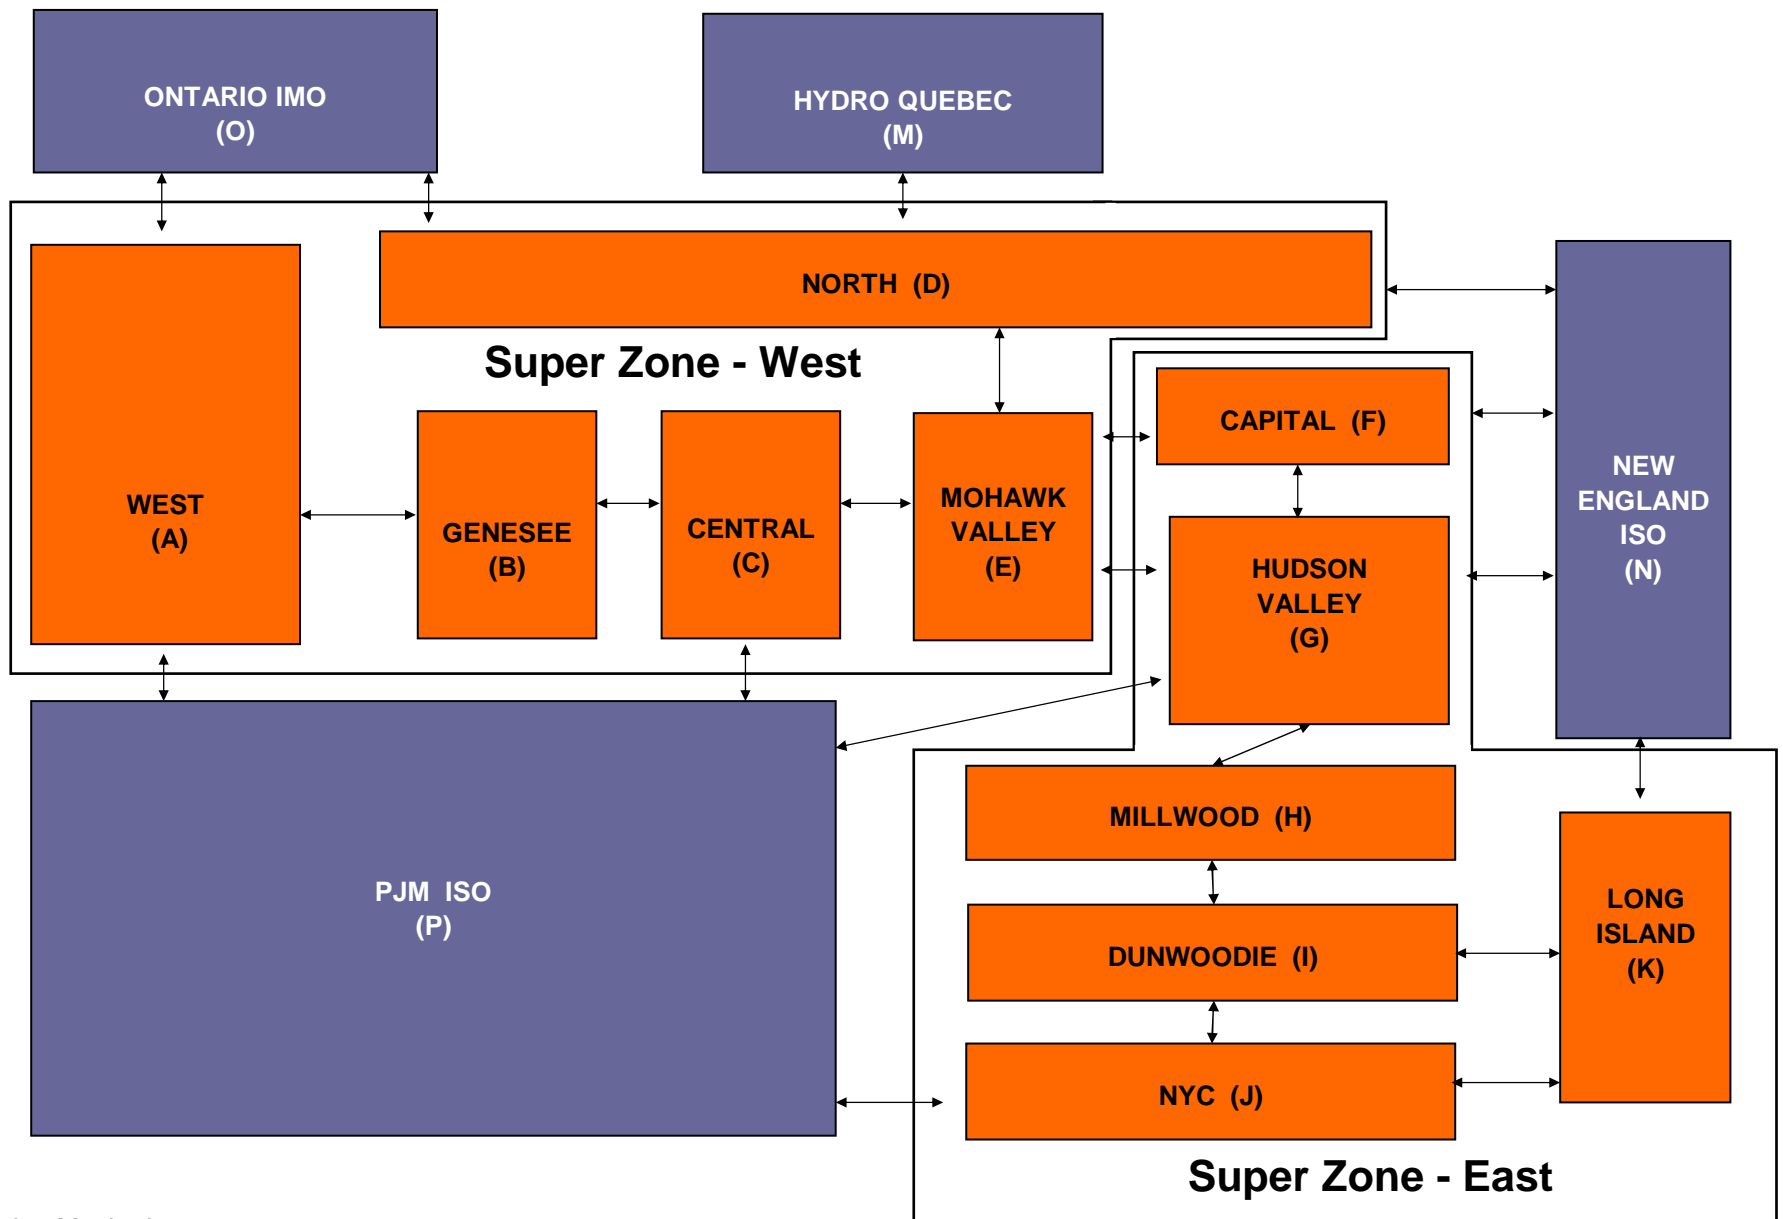 ONTARIO IMO
(O)
HYDRO QUEBEC
(M)
NORTH (D)
Super Zone - West
WEST
(A)
GENESEE
(B)
CENTRAL
(C)
MOHAWK
VALLEY
(E)
CAPITAL (F)
HUDSON
VALLEY
(G)
NEW
ENGLAND
ISO
(N)
PJM ISO
(P)
MILLWOOD (H)
DUNWOODIE (I)
NYC (J)
LONG
ISLAND
(K)
Super Zone - East